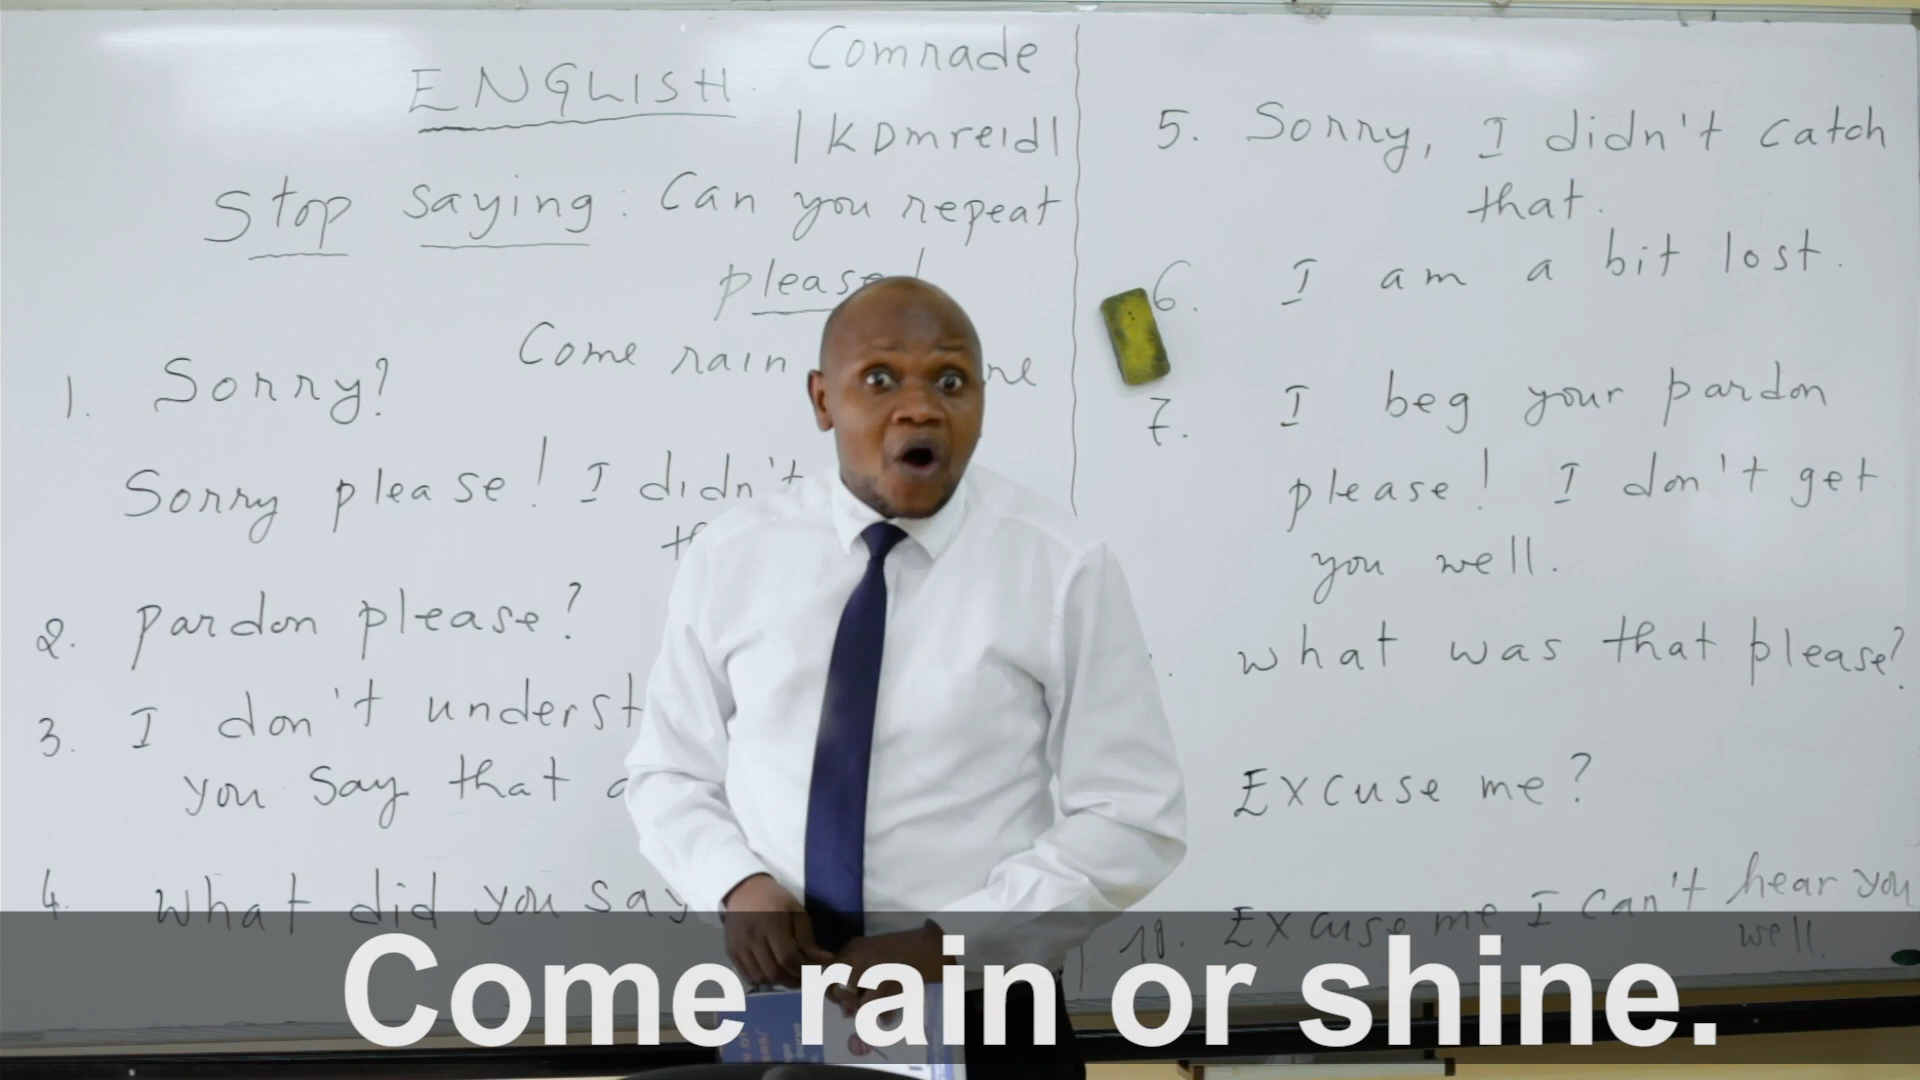 ENGLISH
Comrade
|kDmreId|
Stop saying: Can you repeat
please!
Come rain
1. Sorry?
Sorry please! I didn't
2. pardon please?
3. I don't
you say that
4. what did you say
5. Sorry, I didn't catch
that.
6. I am a bit lost.
7. I beg your pardon
please! I don't get
you well.
what was that please?
Excuse me?
10. Excuse me I can't hear you
well.
Come rain or shine.